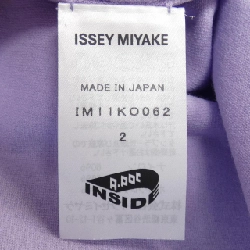 ISSEY MIYAKE
MADE IN JAPAN
IM11KO062
2
A-POC
INSIDE